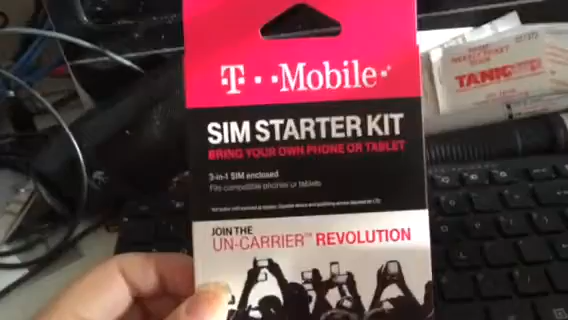 T··Mobile·
SIM STARTER KIT
BRING YOUR OWN PHONE OR TABLET
3-in-1 SIM enclosed
Fits compatible phones or tablets
JOIN THE
UN-CARRIER™ REVOLUTION